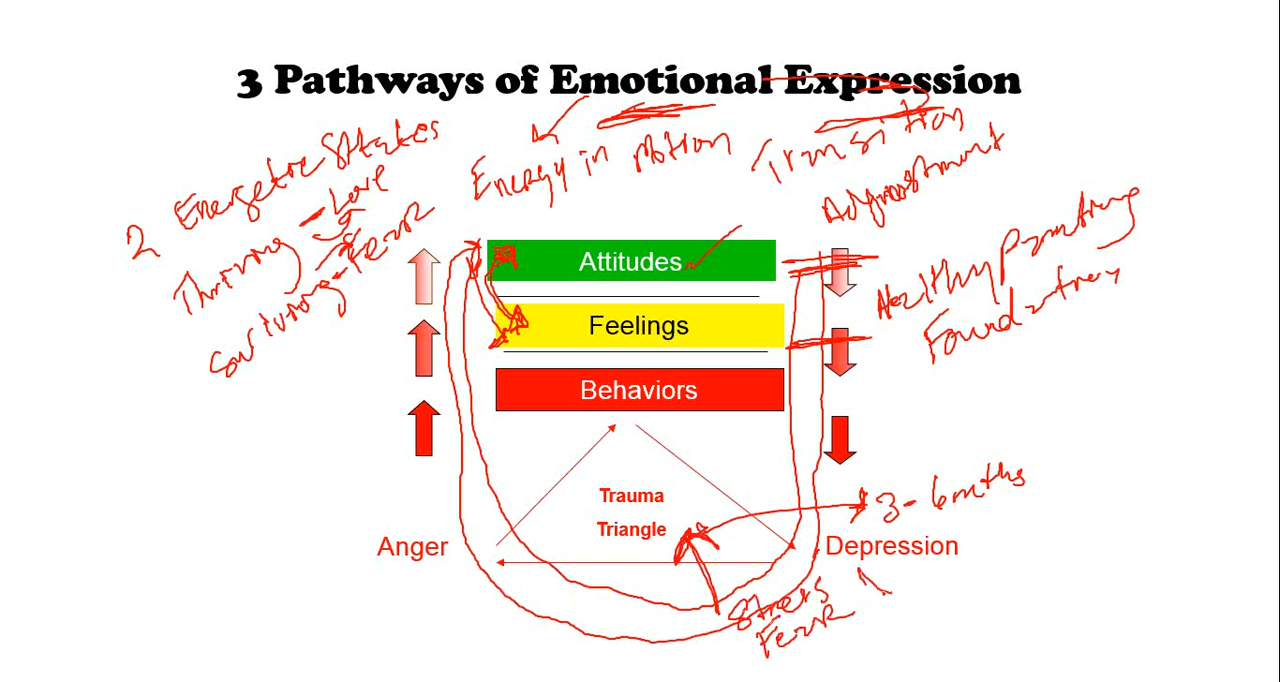 3 Pathways of Emotional Expression
2 Energetic States
Thriving - Love
Surviving - Fear
Energy in Motion
Transition
Adjustment
Attitudes
Feelings
Behaviors
Healthy Parenting
Foundation
Trauma
Triangle
Anger
Depression
3-6 mths
Stress
Fear